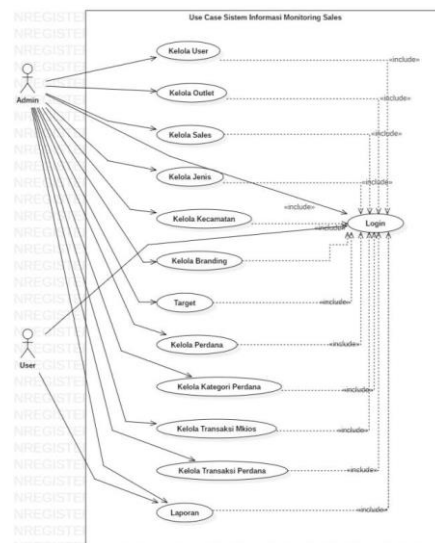 Use Case Sistem Informasi Monitoring Sales
Kelola User
«include»
Admin
Kelola Outlet
«include»
Kelola Sales
«include»
Kelola Jenis
«include»
«include»
Kelola Kecamatan
«include»
Login
«include»
Kelola Branding
Target
«include»
User
Kelola Perdana
«include»
Kelola Kategori Perdana
«include»
Kelola Transaksi Mkios
«include»
Kelola Transaksi Perdana
«include»
Laporan
«include»